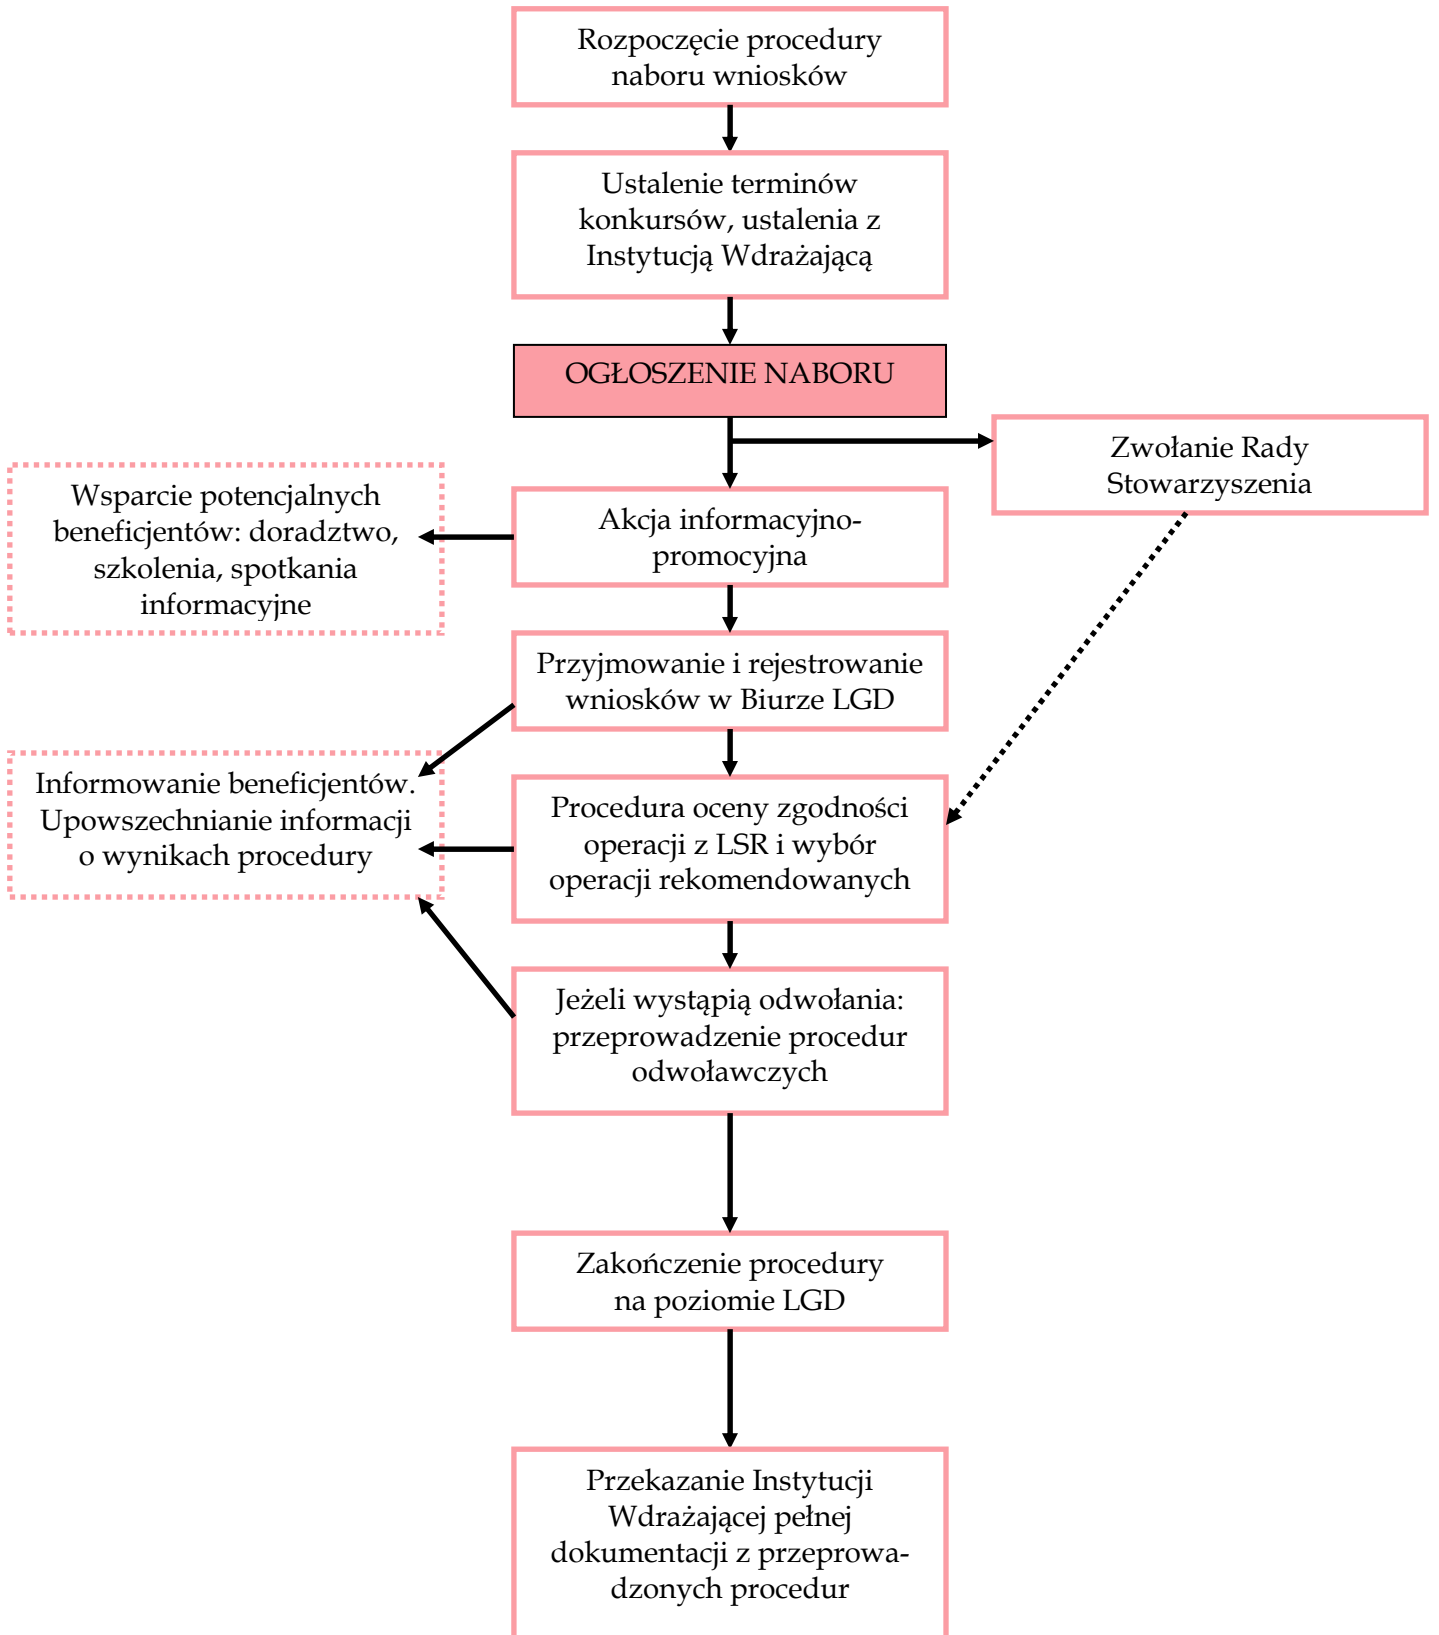 Rozpoczęcie procedury
naboru wniosków
Ustalenie terminów
konkursów, ustalenia z
Instytucją Wdrażającą
OGŁOSZENIE NABORU
Zwołanie Rady
Stowarzyszenia
Wsparcie potencjalnych
beneficjentów: doradztwo,
szkolenia, spotkania
informacyjne
Akcja informacyjno-
promocyjna
Przyjmowanie i rejestrowanie
wniosków w Biurze LGD
Informowanie beneficjentów.
Upowszechnianie informacji
o wynikach procedury
Procedura oceny zgodności
operacji z LSR i wybór
operacji rekomendowanych
Jeżeli wystąpią odwołania:
przeprowadzenie procedur
odwoławczych
Zakończenie procedury
na poziomie LGD
Przekazanie Instytucji
Wdrażającej pełnej
dokumentacji z przeprowa-
dzonych procedur